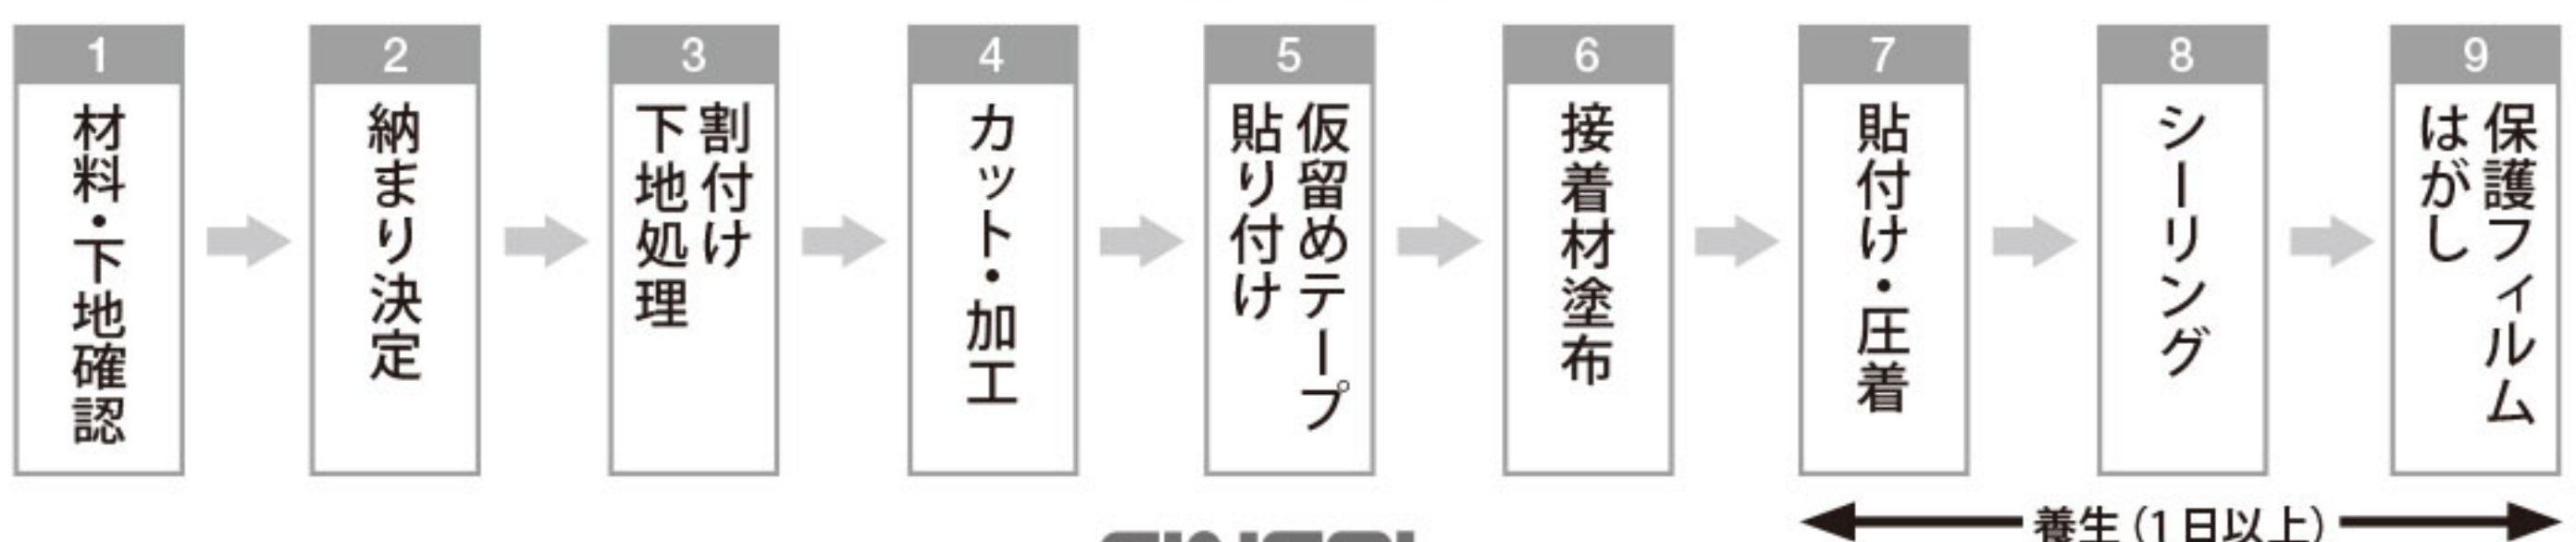 1
材料・下地確認
2
納まり決定
3
割付け
下地処理
4
カット・加工
5
仮留めテープ
貼り付け
6
接着材塗布
7
貼付け・圧着
8
シーリング
9
保護フィルム
はがし
養生（1日以上）